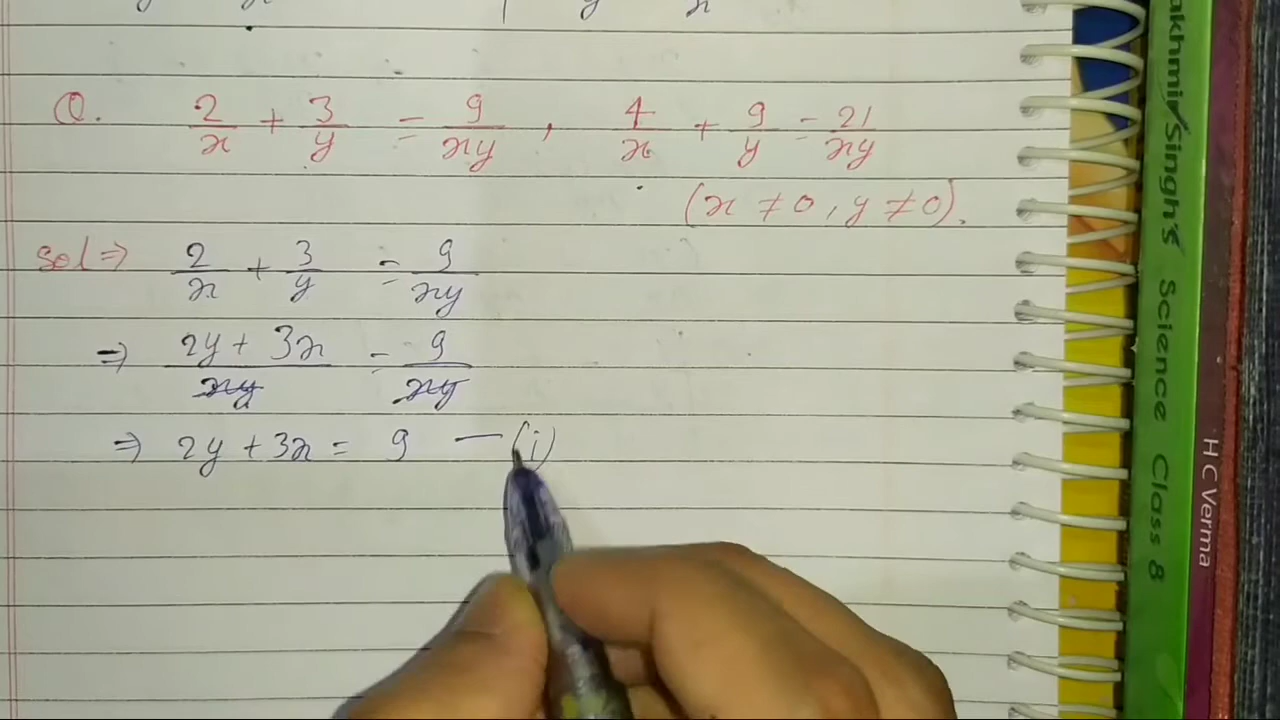 Q. 2/x + 3/y = 9/xy , 4/x + 9/y = 21/xy
(x ≠ 0, y ≠ 0).
Sol ⇒ 2/x + 3/y = 9/xy
⇒ 2y + 3x/xy = 9/xy
⇒ 2y + 3x = 9 — (i)
akhmir Singh's Science Class 8
H C Verma